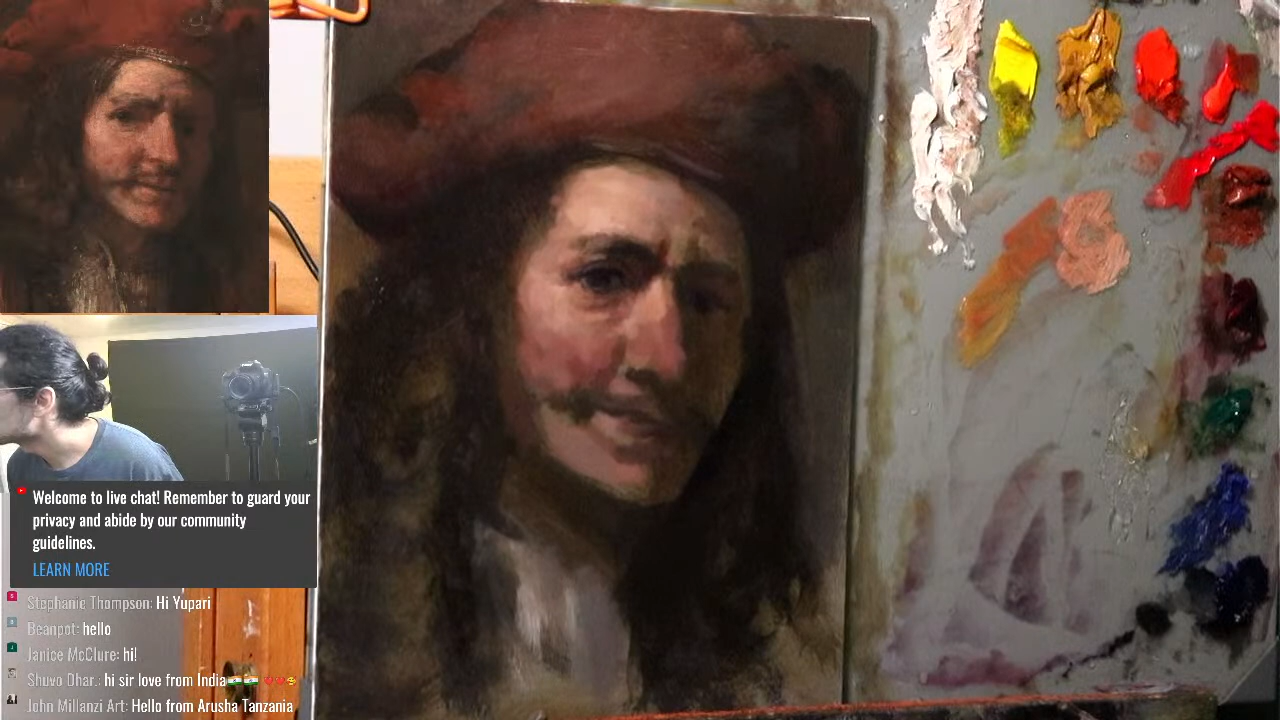 Welcome to live chat! Remember to guard your
privacy and abide by our community
guidelines.
LEARN MORE
Stephanie Thompson: Hi Yupari
Beanpot: hello
Janice McClure: hi!
Shuvo Dhar.: hi sir love from India🇮🇳🇮🇳 ❤️❤️🥰
John Millanzi Art: Hello from Arusha Tanzania